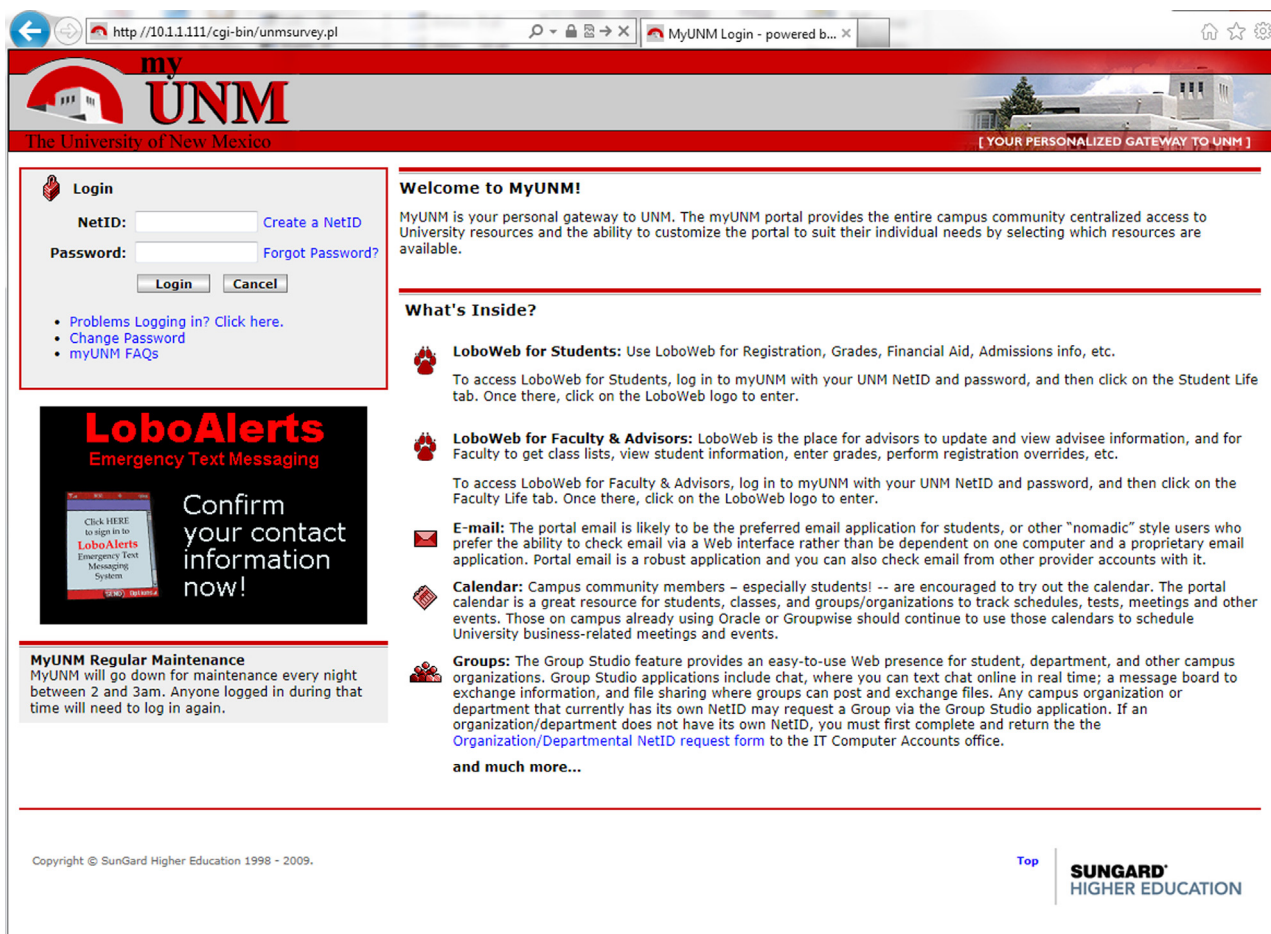 http //10.1.1.111/cgi-bin/unmsurvey.pl
MyUNM Login - powered b...
my
UNM
The University of New Mexico
[ YOUR PERSONALIZED GATEWAY TO UNM ]
Login
NetID:
Create a NetID
Password:
Forgot Password?
Login
Cancel
• Problems Logging in? Click here.
• Change Password
• myUNM FAQs
LoboAlerts
Emergency Text Messaging
Click HERE
to sign in to
LoboAlerts
Emergency Text
Messaging
System
SEND Options
Confirm
your contact
information
now!
MyUNM Regular Maintenance
MyUNM will go down for maintenance every night
between 2 and 3am. Anyone logged in during that
time will need to log in again.
Welcome to MyUNM!
MyUNM is your personal gateway to UNM. The myUNM portal provides the entire campus community centralized access to
University resources and the ability to customize the portal to suit their individual needs by selecting which resources are
available.
What's Inside?
LoboWeb for Students: Use LoboWeb for Registration, Grades, Financial Aid, Admissions info, etc.
To access LoboWeb for Students, log in to myUNM with your UNM NetID and password, and then click on the Student Life
tab. Once there, click on the LoboWeb logo to enter.
LoboWeb for Faculty & Advisors: LoboWeb is the place for advisors to update and view advisee information, and for
Faculty to get class lists, view student information, enter grades, perform registration overrides, etc.
To access LoboWeb for Faculty & Advisors, log in to myUNM with your UNM NetID and password, and then click on the
Faculty Life tab. Once there, click on the LoboWeb logo to enter.
E-mail: The portal email is likely to be the preferred email application for students, or other “nomadic” style users who
prefer the ability to check email via a Web interface rather than be dependent on one computer and a proprietary email
application. Portal email is a robust application and you can also check email from other provider accounts with it.
Calendar: Campus community members – especially students! -- are encouraged to try out the calendar. The portal
calendar is a great resource for students, classes, and groups/organizations to track schedules, tests, meetings and other
events. Those on campus already using Oracle or Groupwise should continue to use those calendars to schedule
University business-related meetings and events.
Groups: The Group Studio feature provides an easy-to-use Web presence for student, department, and other campus
organizations. Group Studio applications include chat, where you can text chat online in real time; a message board to
exchange information, and file sharing where groups can post and exchange files. Any campus organization or
department that currently has its own NetID may request a Group via the Group Studio application. If an
organization/department does not have its own NetID, you must first complete and return the the
Organization/Departmental NetID request form to the IT Computer Accounts office.
and much more...
Copyright © SunGard Higher Education 1998 - 2009.
Top
SUNGARD'
HIGHER EDUCATION